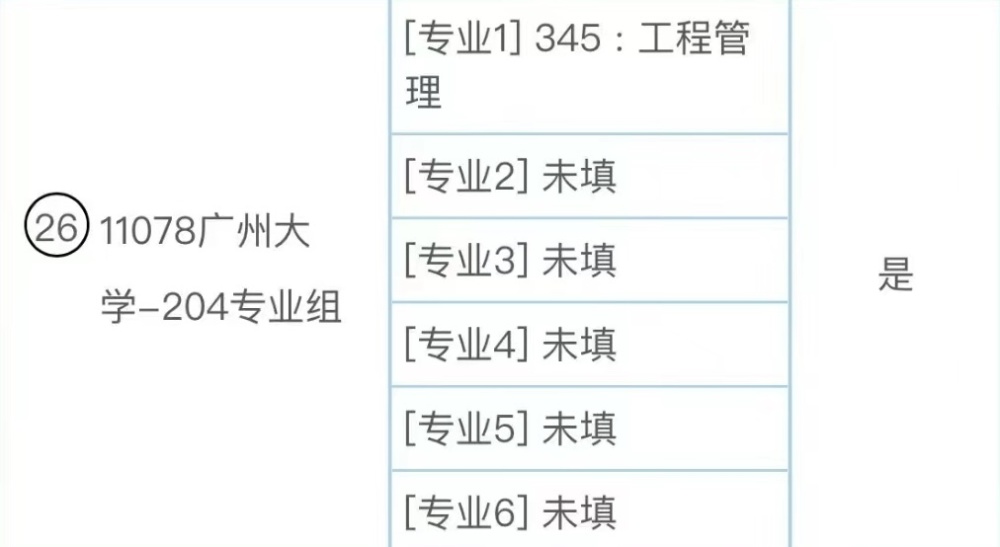 [专业1] 345：工程管
理
[专业2] 未填
26 11078广州大
学-204专业组
[专业3] 未填
是
[专业4] 未填
[专业5] 未填
[专业6] 未填